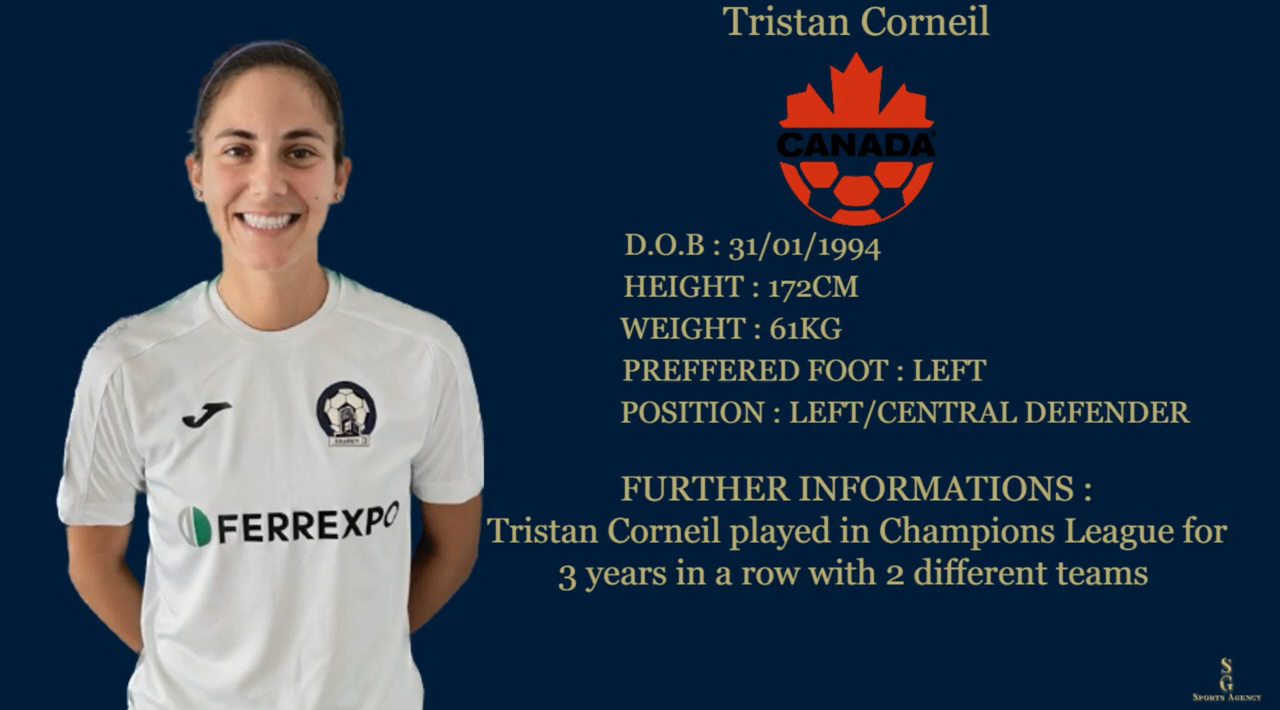 Tristan Corneil
CANADA
D.O.B : 31/01/1994
HEIGHT : 172CM
WEIGHT : 61KG
PREFFERED FOOT : LEFT
POSITION : LEFT/CENTRAL DEFENDER
FERREXPO
FURTHER INFORMATIONS :
Tristan Corneil played in Champions League for
3 years in a row with 2 different teams
S
G
SPORTS AGENCY